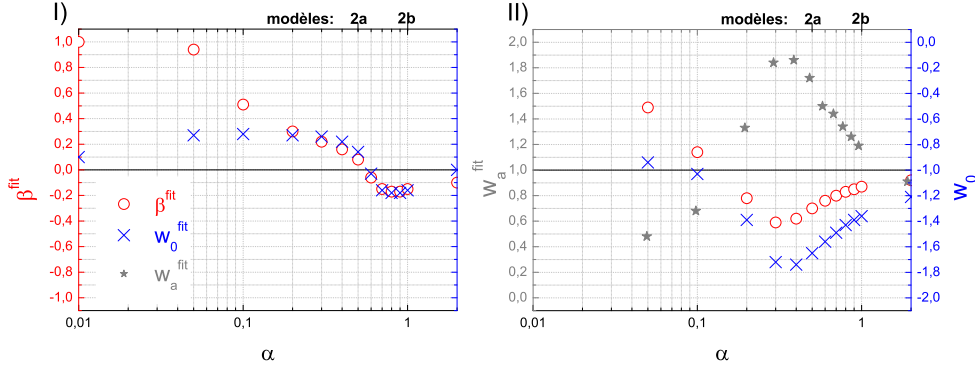 I) modèles: 2a 2b
1,0
0,8
0,6
0,4
0,2
0,0
-0,2
-0,4
-0,6
-0,8
-1,0
β^fit
β^fit
w_0^fit
w_a^fit
0,01 0,1 1
α
II) modèles: 2a 2b
2,0
1,8
1,6
1,4
1,2
1,0
0,8
0,6
0,4
0,2
0,0
w_a^fit
0,0
-0,2
-0,4
-0,6
-0,8
-1,0
-1,2
-1,4
-1,6
-1,8
-2,0
w_0
0,01 0,1 1
α